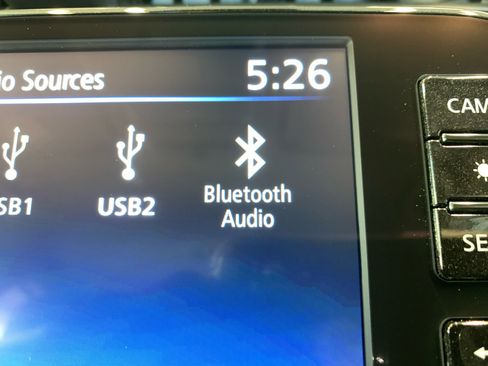 io Sources 5:26
SB1 USB2 Bluetooth
Audio
CAM
SE